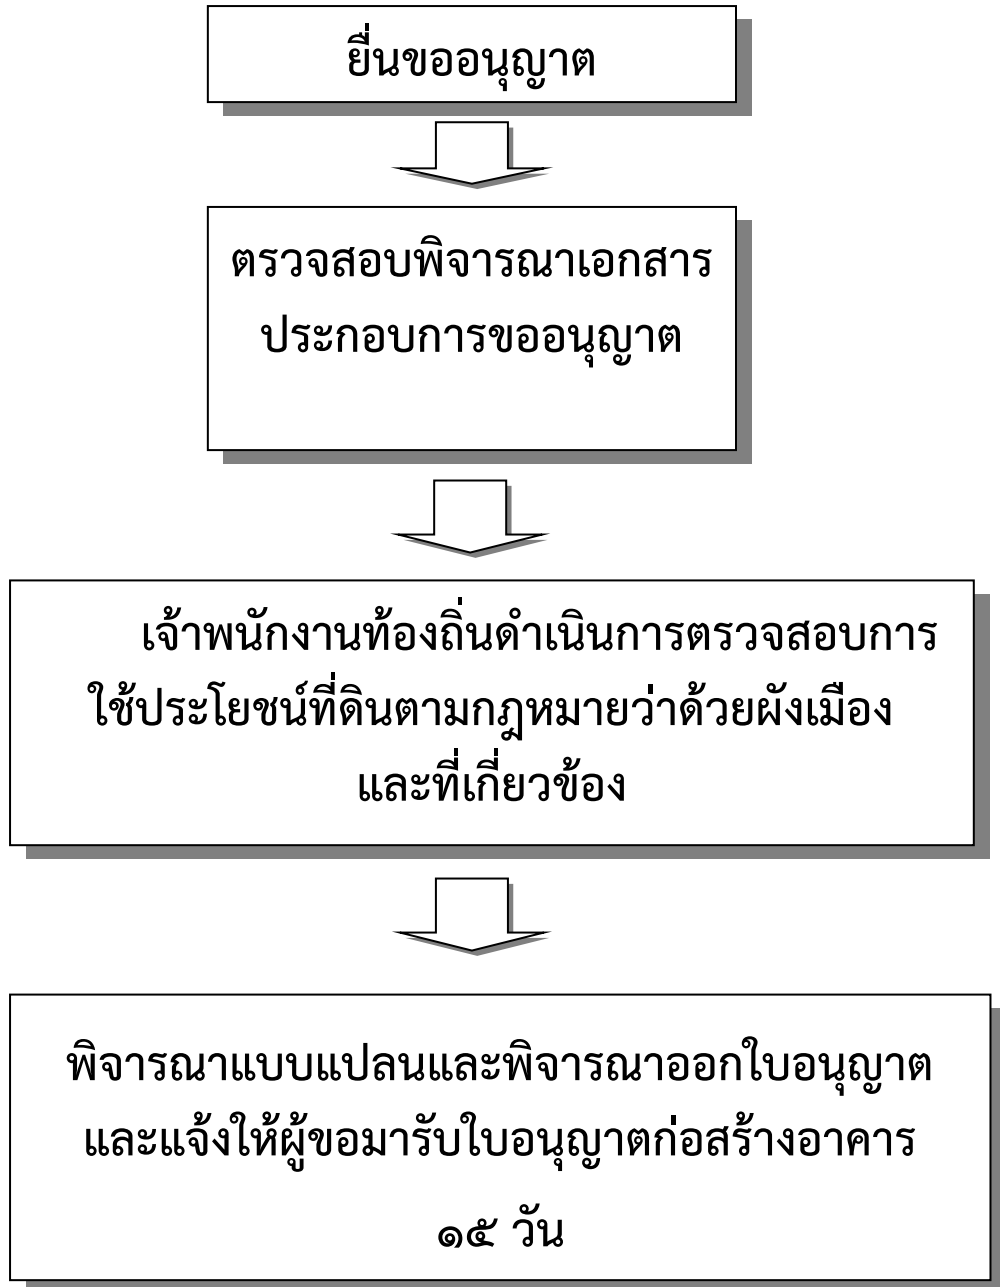 ยื่นขออนุญาต
ตรวจสอบพิจารณาเอกสาร
ประกอบการขออนุญาต
เจ้าพนักงานท้องถิ่นดำเนินการตรวจสอบการ
ใช้ประโยชน์ที่ดินตามกฎหมายว่าด้วยผังเมือง
และที่เกี่ยวข้อง
พิจารณาแบบแปลนและพิจารณาออกใบอนุญาต
และแจ้งให้ผู้ขอมารับใบอนุญาตก่อสร้างอาคาร
๑๕ วัน